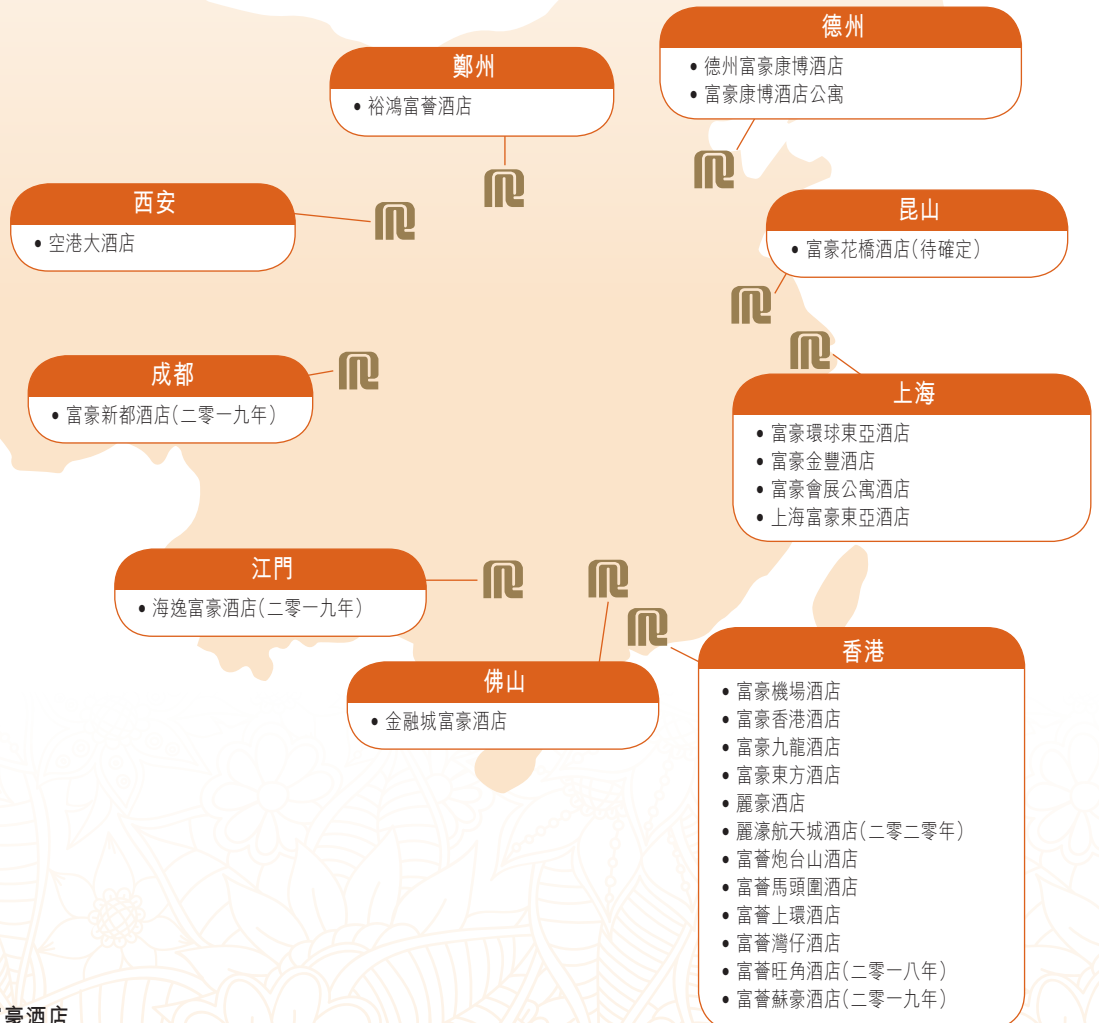 德州
• 德州富豪康博酒店
• 富豪康博酒店公寓
鄭州
• 裕鴻富薈酒店
西安
• 空港大酒店
昆山
• 富豪花橋酒店(待確定)
成都
• 富豪新都酒店(二零一九年)
上海
• 富豪環球東亞酒店
• 富豪金豐酒店
• 富豪會展公寓酒店
• 上海富豪東亞酒店
江門
• 海逸富豪酒店(二零一九年)
佛山
• 金融城富豪酒店
香港
• 富豪機場酒店
• 富豪香港酒店
• 富豪九龍酒店
• 富豪東方酒店
• 麗豪酒店
• 麗濠航天城酒店(二零二零年)
• 富薈炮台山酒店
• 富薈馬頭圍酒店
• 富薈上環酒店
• 富薈灣仔酒店
• 富薈旺角酒店(二零一八年)
• 富薈蘇豪酒店(二零一九年)
豪酒店